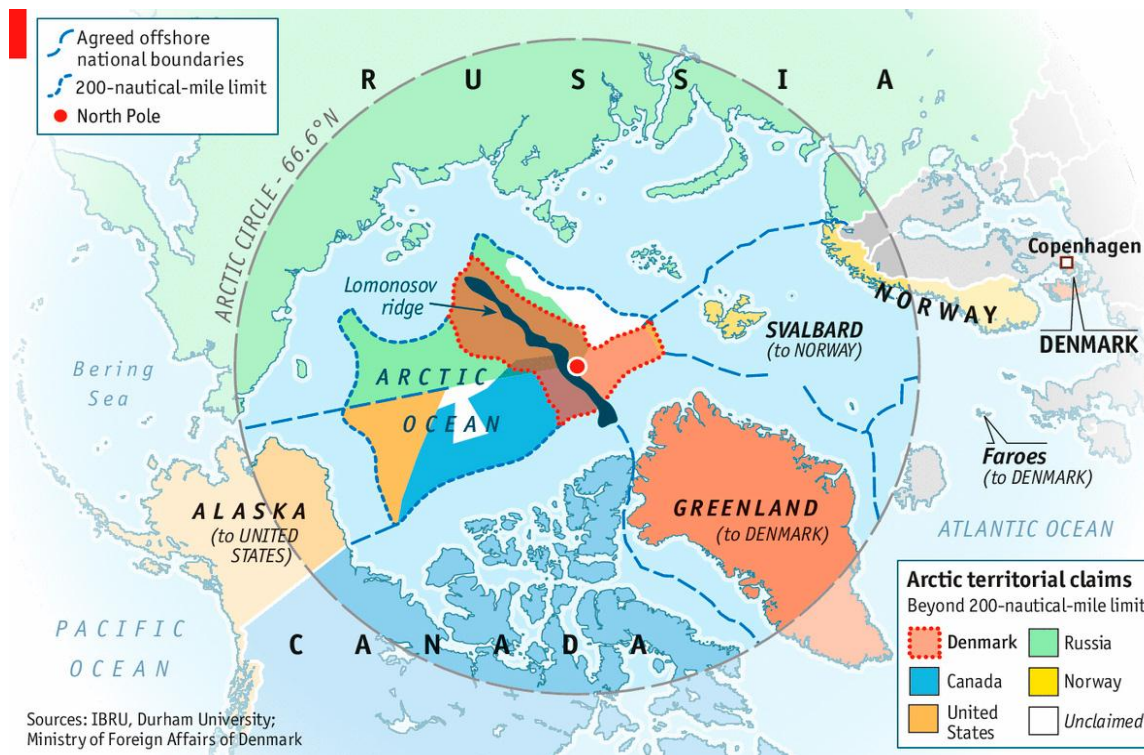 Agreed offshore
national boundaries
200-nautical-mile limit
North Pole
RUSSIA
ARCTIC CIRCLE - 66.6°N
Lomonosov
ridge
ARCTIC
OCEAN
Bering
Sea
SVALBARD
(to NORWAY)
NORWAY
Copenhagen
DENMARK
Faroes
(to DENMARK)
ALASKA
(to UNITED
STATES)
GREENLAND
(to DENMARK)
ATLANTIC OCEAN
PACIFIC
OCEAN
CANADA
Arctic territorial claims
Beyond 200-nautical-mile limit
Denmark
Russia
Canada
Norway
United
States
Unclaimed
Sources: IBRU, Durham University;
Ministry of Foreign Affairs of Denmark